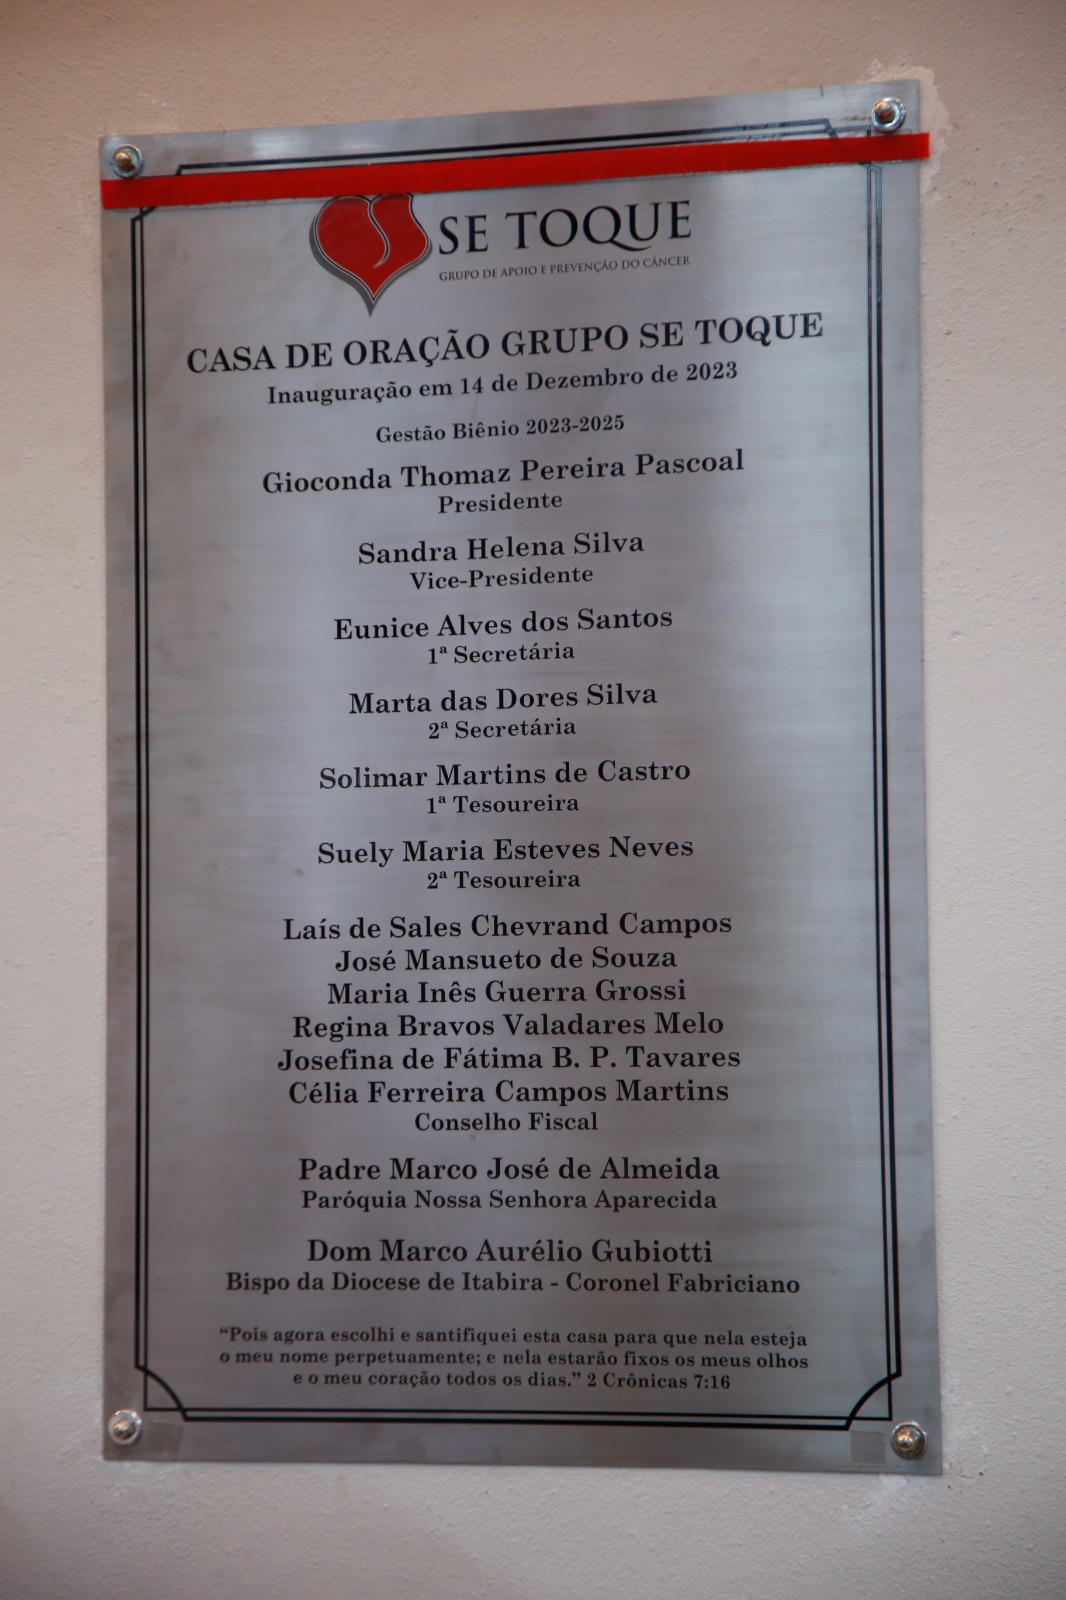 SE TOQUE
GRUPO DE APOIO E PREVENÇÃO DO CÂNCER
CASA DE ORAÇÃO GRUPO SE TOQUE
Inauguração em 14 de Dezembro de 2023
Gestão Biênio 2023-2025
Gioconda Thomaz Pereira Pascoal
Presidente
Sandra Helena Silva
Vice-Presidente
Eunice Alves dos Santos
1ª Secretária
Marta das Dores Silva
2ª Secretária
Solimar Martins de Castro
1ª Tesoureira
Suely Maria Esteves Neves
2ª Tesoureira
Laís de Sales Chevrand Campos
José Mansueto de Souza
Maria Inês Guerra Grossi
Regina Bravos Valadares Melo
Josefina de Fátima B. P. Tavares
Célia Ferreira Campos Martins
Conselho Fiscal
Padre Marco José de Almeida
Paróquia Nossa Senhora Aparecida
Dom Marco Aurélio Gubiotti
Bispo da Diocese de Itabira - Coronel Fabriciano
“Pois agora escolhi e santifiquei esta casa para que nela esteja
o meu nome perpetuamente; e nela estarão fixos os meus olhos
e o meu coração todos os dias.” 2 Crônicas 7:16